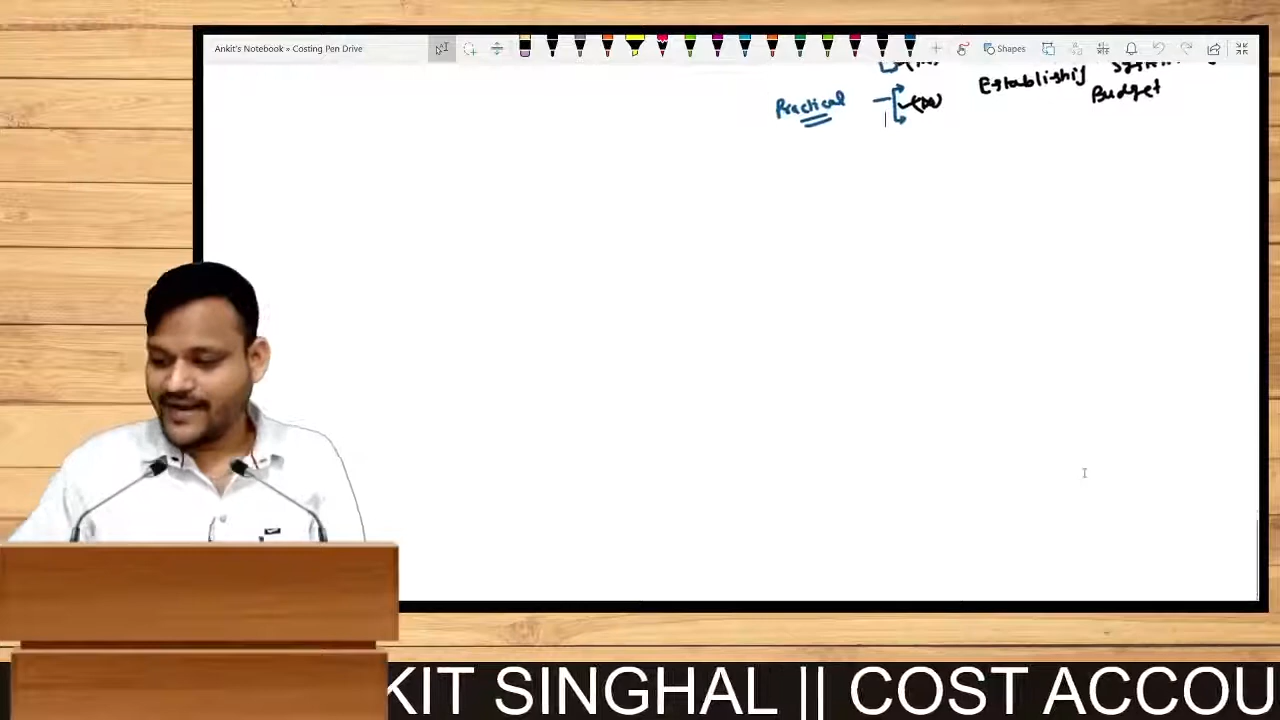 Ankit's Notebook » Costing Pen Drive
Shapes
Establishing
Budget
Practical
KIT SINGHAL || COST ACCOU